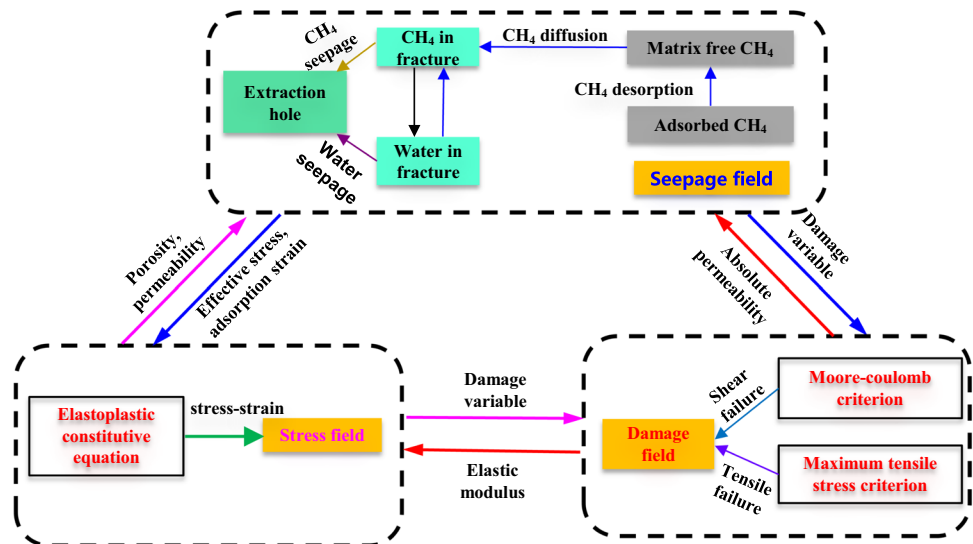 CH₄
seepage
CH₄ in
fracture
CH₄ diffusion
Matrix free CH₄
Extraction
hole
CH₄ desorption
Adsorbed CH₄
Water in
fracture
Water
seepage
Seepage field
Porosity,
permeability
Effective stress,
adsorption strain
Damage
variable
Absolute
permeability
Elastoplastic
constitutive
equation
stress-strain
Stress field
Damage
variable
Elastic
modulus
Damage
field
Shear
failure
Moore-coulomb
criterion
Tensile
failure
Maximum tensile
stress criterion